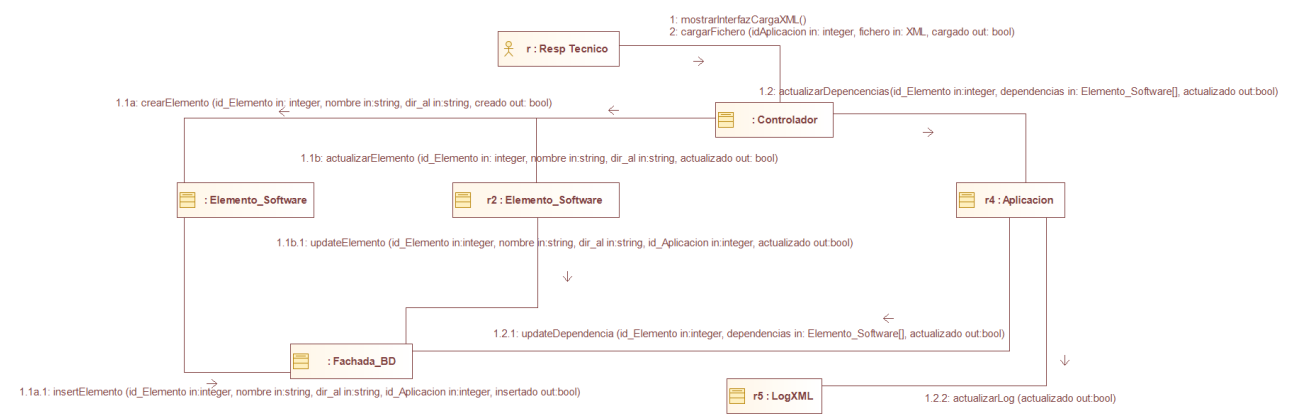 1: mostrarInterfazCargaXML()
2: cargarFichero (idAplicacion in: integer, fichero in: XML, cargado out: bool)
r : Resp Tecnico
1.2: actualizarDepencencias(id_Elemento in:integer, dependencias in: Elemento_Software[], actualizado out:bool)
1.1a: crearElemento (id_Elemento in: integer, nombre in:string, dir_al in:string, creado out: bool)
: Controlador
1.1b: actualizarElemento (id_Elemento in: integer, nombre in:string, dir_al in:string, actualizado out: bool)
: Elemento_Software
r2 : Elemento_Software
r4 : Aplicacion
1.1b.1: updateElemento (id_Elemento in:integer, nombre in:string, dir_al in:string, id_Aplicacion in:integer, actualizado out:bool)
1.2.1: updateDependencia (id_Elemento in:integer, dependencias in: Elemento_Software[], actualizado out:bool)
: Fachada_BD
1.1a.1: insertElemento (id_Elemento in:integer, nombre in:string, dir_al in:string, id_Aplicacion in:integer, insertado out:bool)
r5 : LogXML
1.2.2: actualizarLog (actualizado out:bool)